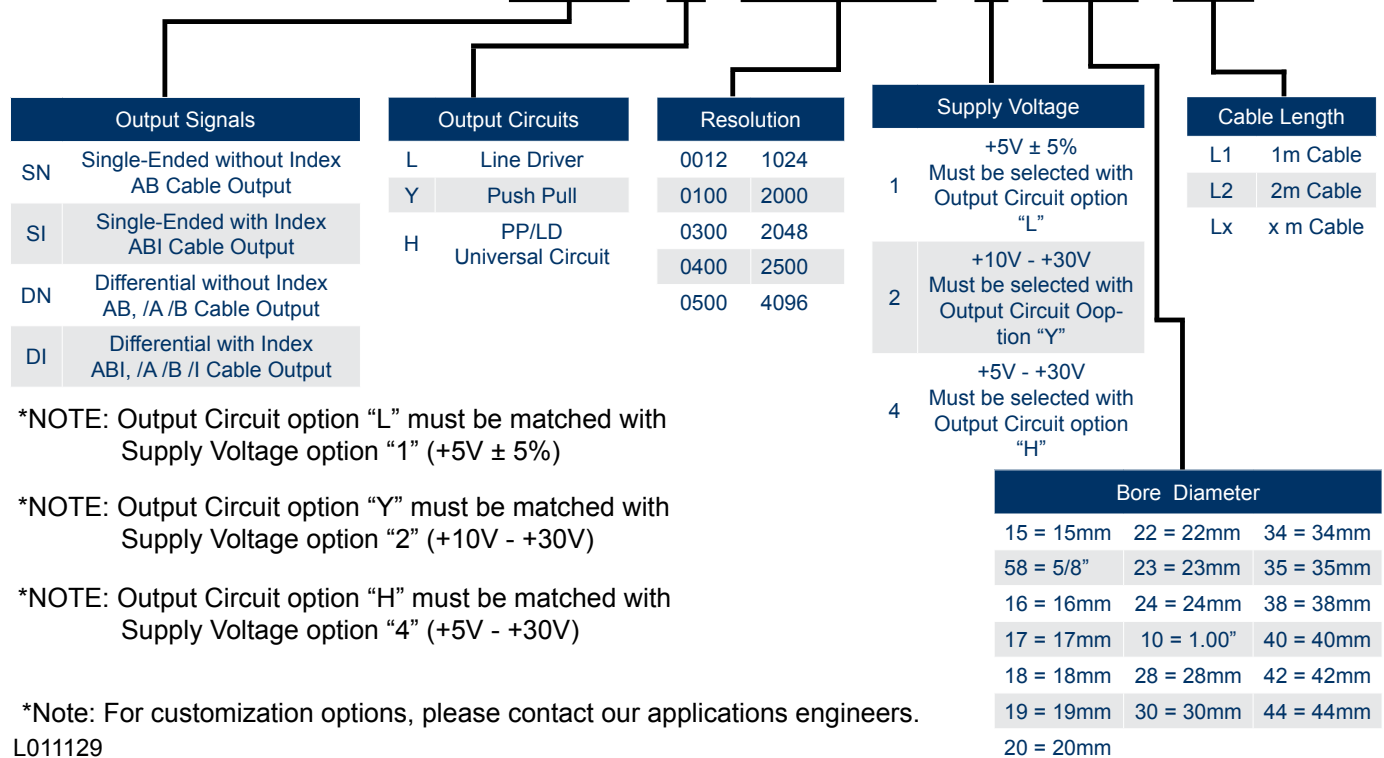 Output Signals
SN Single-Ended without Index
AB Cable Output
SI Single-Ended with Index
ABI Cable Output
DN Differential without Index
AB, /A /B Cable Output
DI Differential with Index
ABI, /A /B /I Cable Output
Output Circuits
L Line Driver
Y Push Pull
H PP/LD
Universal Circuit
Resolution
0012 1024
0100 2000
0300 2048
0400 2500
0500 4096
Supply Voltage
1 +5V ± 5%
Must be selected with
Output Circuit option
“L”
2 +10V - +30V
Must be selected with
Output Circuit Oop-
tion “Y”
4 +5V - +30V
Must be selected with
Output Circuit option
“H”
Cable Length
L1 1m Cable
L2 2m Cable
Lx x m Cable
*NOTE: Output Circuit option “L” must be matched with
Supply Voltage option “1” (+5V ± 5%)
*NOTE: Output Circuit option “Y” must be matched with
Supply Voltage option “2” (+10V - +30V)
*NOTE: Output Circuit option “H” must be matched with
Supply Voltage option “4” (+5V - +30V)
Bore Diameter
15 = 15mm 22 = 22mm 34 = 34mm
58 = 5/8” 23 = 23mm 35 = 35mm
16 = 16mm 24 = 24mm 38 = 38mm
17 = 17mm 10 = 1.00” 40 = 40mm
18 = 18mm 28 = 28mm 42 = 42mm
19 = 19mm 30 = 30mm 44 = 44mm
20 = 20mm
*Note: For customization options, please contact our applications engineers.
L011129